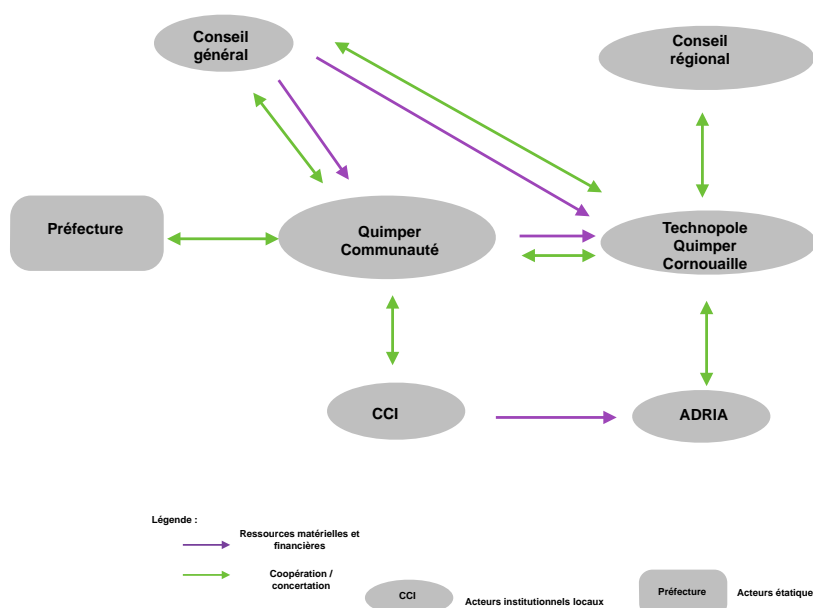 Conseil
général
Conseil
régional
Préfecture
Quimper
Communauté
Technopole
Quimper
Cornouaille
CCI
ADRIA
Légende :
Ressources matérielles et
financières
Coopération /
concertation
CCI
Acteurs institutionnels locaux
Préfecture
Acteurs étatique